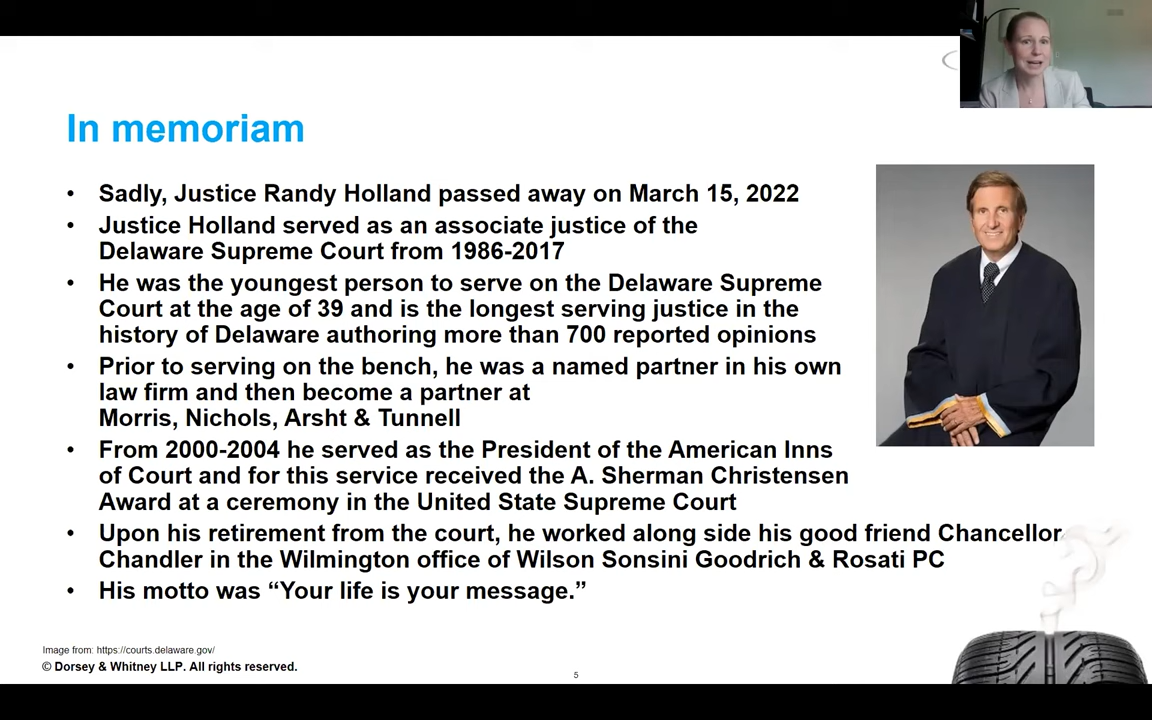 In memoriam
• Sadly, Justice Randy Holland passed away on March 15, 2022
• Justice Holland served as an associate justice of the
Delaware Supreme Court from 1986-2017
• He was the youngest person to serve on the Delaware Supreme
Court at the age of 39 and is the longest serving justice in the
history of Delaware authoring more than 700 reported opinions
• Prior to serving on the bench, he was a named partner in his own
law firm and then become a partner at
Morris, Nichols, Arsht & Tunnell
• From 2000-2004 he served as the President of the American Inns
of Court and for this service received the A. Sherman Christensen
Award at a ceremony in the United State Supreme Court
• Upon his retirement from the court, he worked along side his good friend Chancellor
Chandler in the Wilmington office of Wilson Sonsini Goodrich & Rosati PC
• His motto was “Your life is your message.”
Image from: https://courts.delaware.gov/
© Dorsey & Whitney LLP. All rights reserved.
5